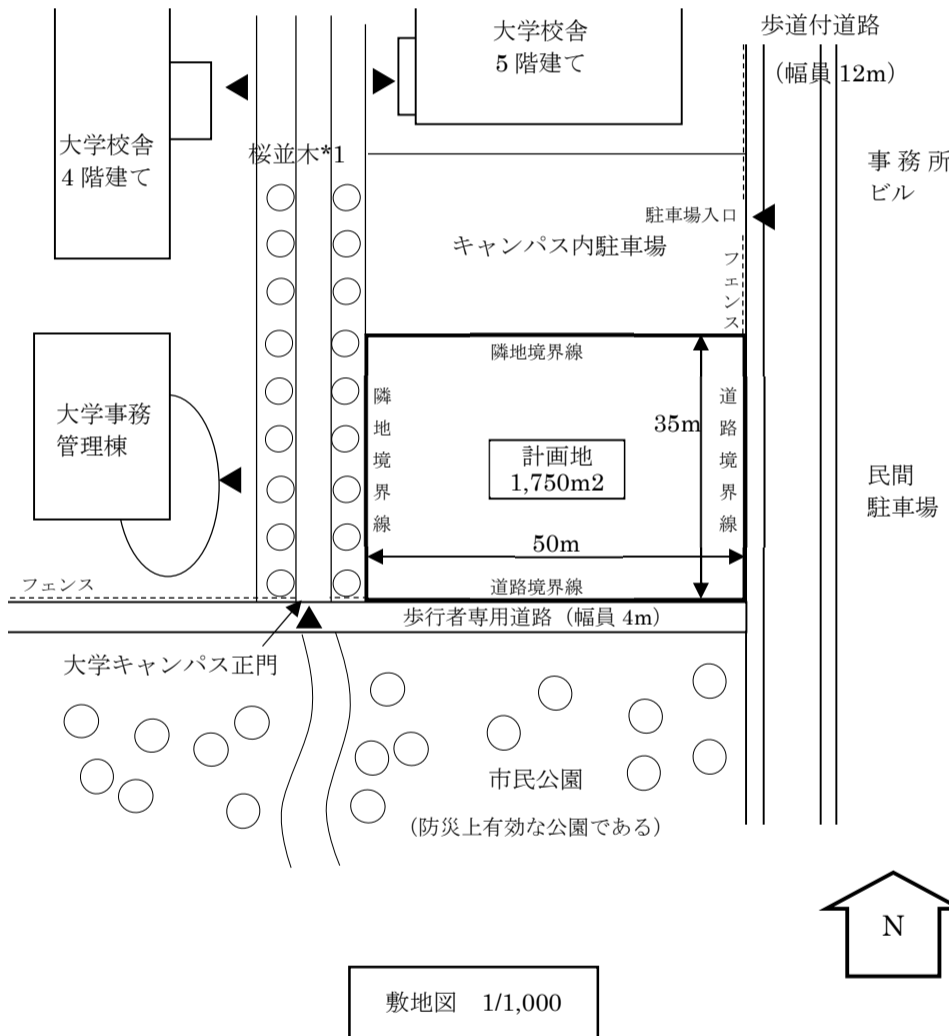 歩道付道路
(幅員 12m)
大学校舎
5 階建て
大学校舎
4 階建て
桜並木*1
事 務 所
ビル
駐車場入口
キャンパス内駐車場
フェンス
隣地境界線
隣地境界線
道路境界線
35m
大学事務
管理棟
計画地
1,750m2
民間
駐車場
50m
フェンス
道路境界線
歩行者専用道路（幅員 4m）
大学キャンパス正門
市民公園
（防災上有効な公園である）
N
敷地図 1/1,000